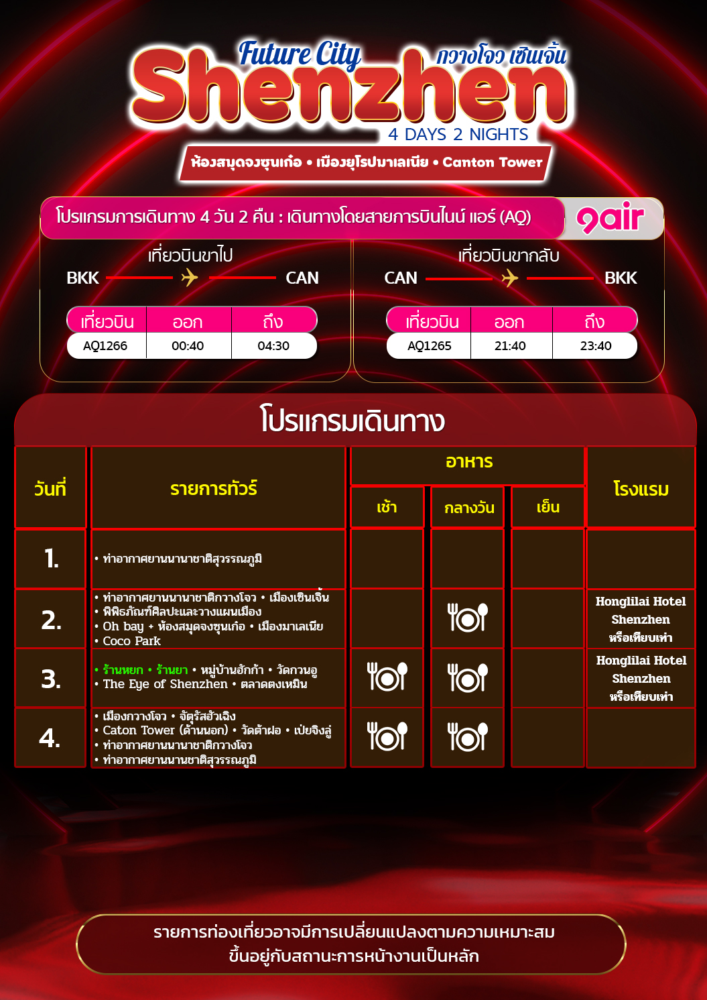 Future City
กวางโจว เซินเจิ้น
Shenzhen
4 DAYS 2 NIGHTS
ห้องสมุดจงซุนเก๋อ • เมืองยุโรปมาเลเนีย • Canton Tower
โปรแกรมการเดินทาง 4 วัน 2 คืน : เดินทางโดยสายการบินไนน์ แอร์ (AQ)
9air
เที่ยวบินขาไป
BKK CAN
เที่ยวบิน ออก ถึง
AQ1266 00:40 04:30
เที่ยวบินขากลับ
CAN BKK
เที่ยวบิน ออก ถึง
AQ1265 21:40 23:40
โปรแกรมเดินทาง
วันที่ รายการทัวร์ อาหาร โรงแรม
เช้า กลางวัน เย็น
1.
• ท่าอากาศยานนานาชาติสุวรรณภูมิ
2.
• ท่าอากาศยานนานาชาติกวางโจว • เมืองเซินเจิ้น
• พิพิธภัณฑ์ศิลปะและวางแผนเมือง
• Oh bay + ห้องสมุดจงซุนเก๋อ • เมืองมาเลเนีย
• Coco Park
Honglilai Hotel
Shenzhen
หรือเทียบเท่า
3.
• ร้านหยก • ร้านยา • หมู่บ้านฮักก้า • วัดกวนอู
• The Eye of Shenzhen • ตลาดตงเหมิน
Honglilai Hotel
Shenzhen
หรือเทียบเท่า
4.
• เมืองกวางโจว • จัตุรัสฮัวเฉิง
• Caton Tower (ด้านนอก) • วัดต้าฝอ • เป่ยจิงลู่
• ท่าอากาศยานนานาชาติกวางโจว
• ท่าอากาศยานนานชาติสุวรรณภูมิ
รายการท่องเที่ยวอาจมีการเปลี่ยนแปลงตามความเหมาะสม
ขึ้นอยู่กับสถานะการหน้างานเป็นหลัก